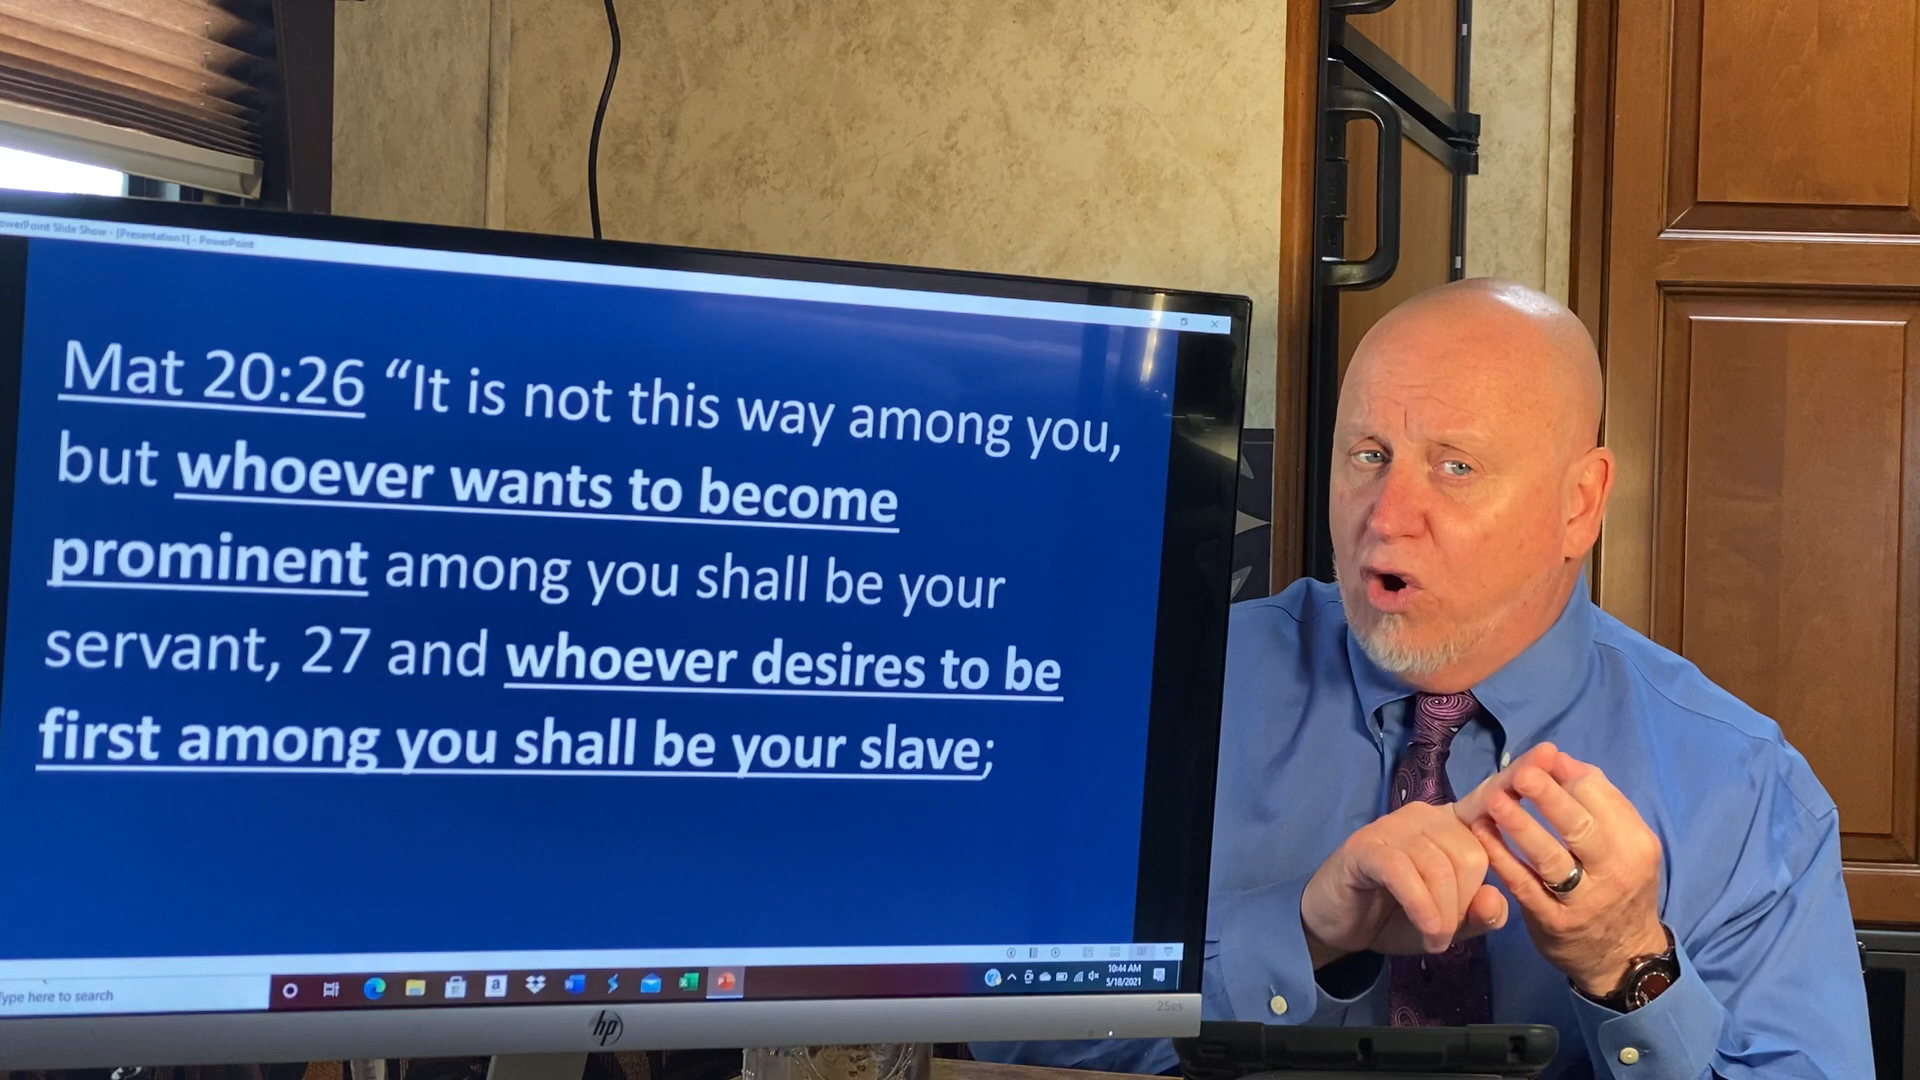 PowerPoint Slide Show - [Presentation1] - PowerPoint
Mat 20:26 “It is not this way among you,
but whoever wants to become
prominent among you shall be your
servant, 27 and whoever desires to be
first among you shall be your slave;
Type here to search
a
10:44 AM
5/18/2021
hp
25es